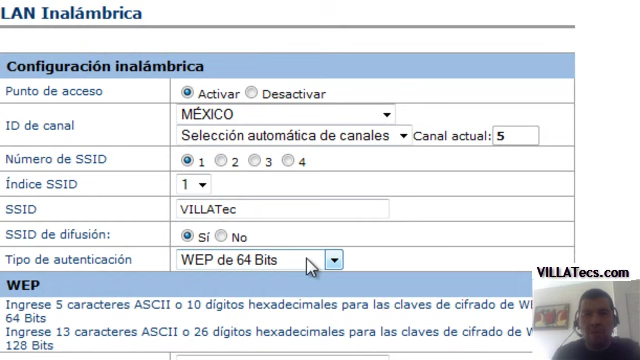 LAN Inalámbrica
Configuración inalámbrica
Punto de acceso Activar Desactivar
ID de canal MÉXICO
Selección automática de canales Canal actual: 5
Número de SSID 1 2 3 4
Índice SSID 1
SSID VILLATec
SSID de difusión: Sí No
Tipo de autenticación WEP de 64 Bits
VILLATecs.com
WEP
Ingrese 5 caracteres ASCII o 10 dígitos hexadecimales para las claves de cifrado de
64 Bits
Ingrese 13 caracteres ASCII o 26 dígitos hexadecimales para las claves de cifrado de
128 Bits